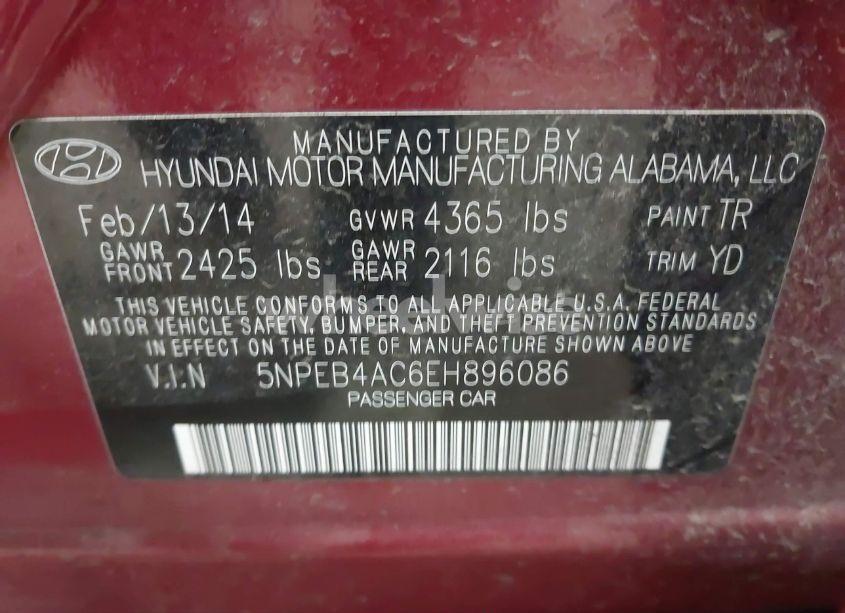 MANUFACTURED BY
HYUNDAI MOTOR MANUFACTURING ALABAMA, LLC
Feb/13/14 GVWR 4365 lbs PAINT TR
GAWR FRONT 2425 lbs GAWR REAR 2116 lbs TRIM YD
THIS VEHICLE CONFORMS TO ALL APPLICABLE U.S.A. FEDERAL
MOTOR VEHICLE SAFETY, BUMPER, AND THEFT PREVENTION STANDARDS
IN EFFECT ON THE DATE OF MANUFACTURE SHOWN ABOVE.
V.I.N 5NPEB4AC6EH896086
PASSENGER CAR